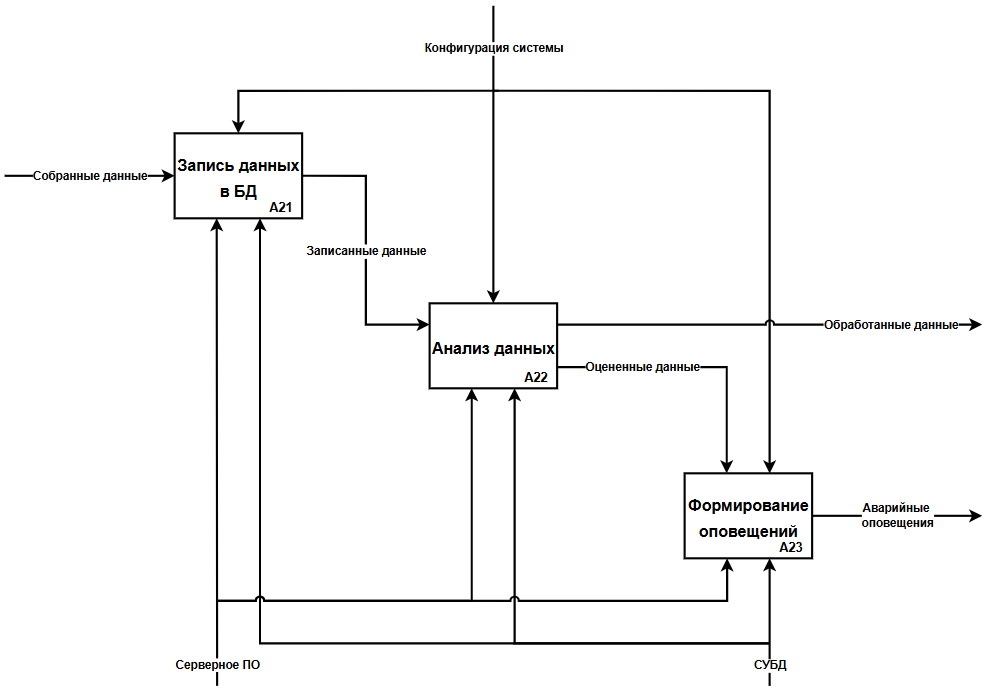 Конфигурация системы
Собранные данные
Запись данных
в БД
A21
Записанные данные
Обработанные данные
Анализ данных
A22
Оцененные данные
Формирование
оповещений
A23
Аварийные
оповещения
Серверное ПО
СУБД